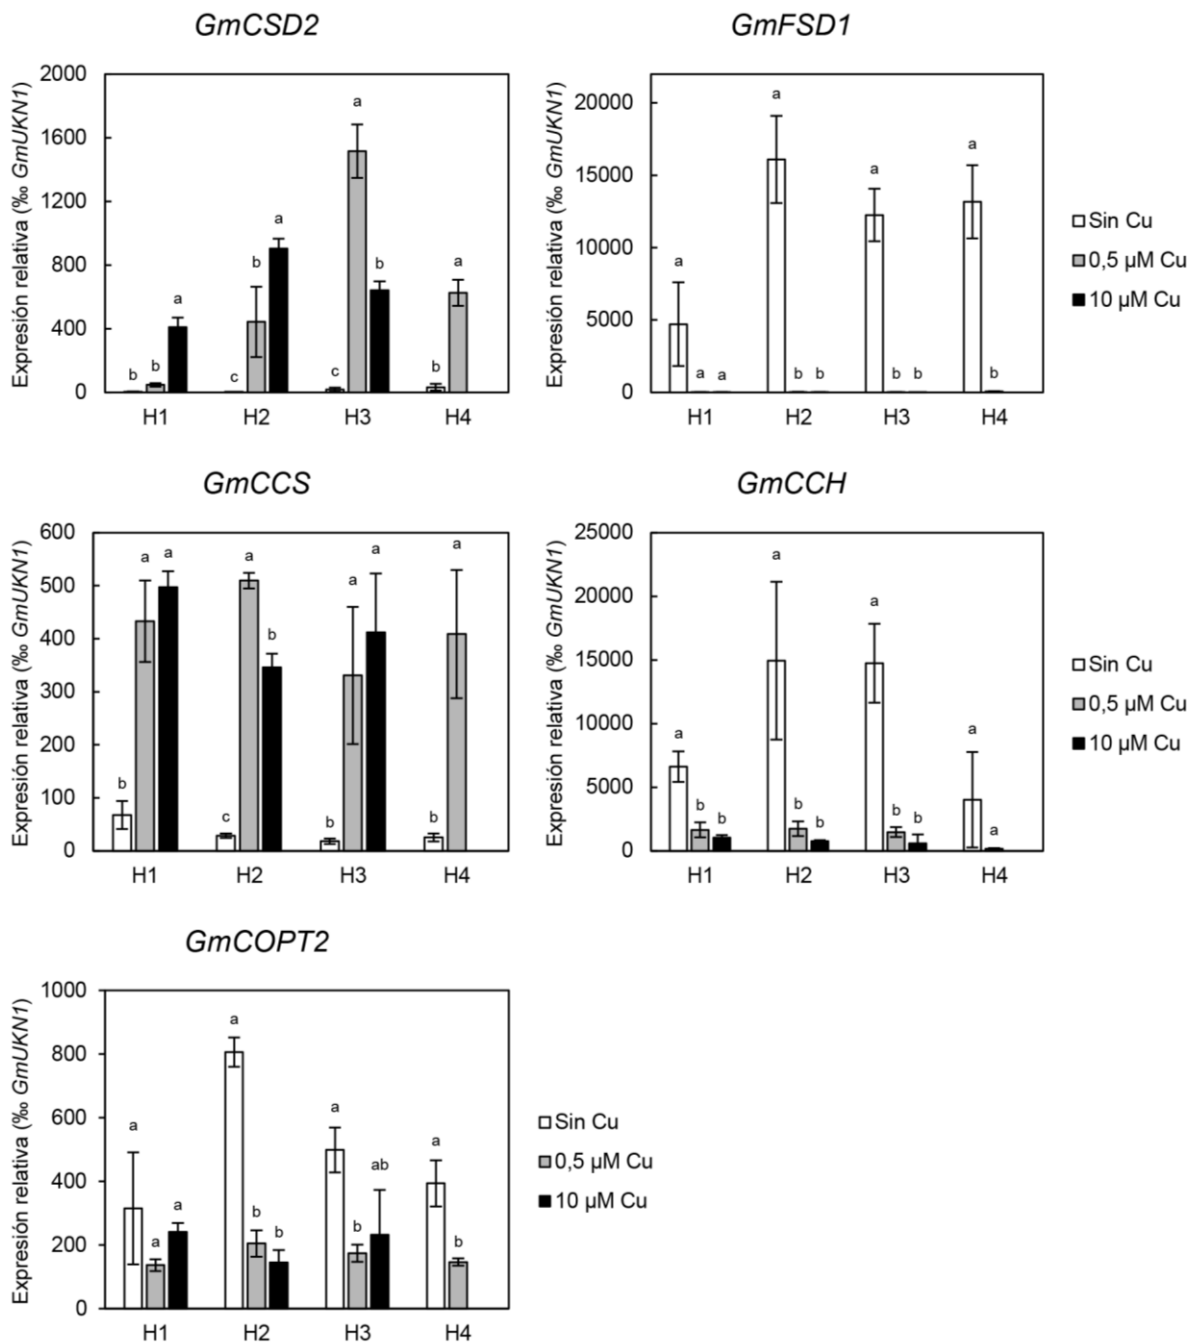 GmCSD2
Expresión relativa (‰ GmUKN1)
2000
1600
1200
800
400
0
b b a
c b a
c a b
b a
H1 H2 H3 H4
GmFSD1
Expresión relativa (‰ GmUKN1)
20000
15000
10000
5000
0
a a a
a b b
a b b
a b
H1 H2 H3 H4
Sin Cu
0,5 µM Cu
10 µM Cu
GmCCS
Expresión relativa (‰ GmUKN1)
600
500
400
300
200
100
0
b a a
c a b
b a a
b a
H1 H2 H3 H4
GmCCH
Expresión relativa (‰ GmUKN1)
25000
20000
15000
10000
5000
0
a b b
a b b
a b b
a a
H1 H2 H3 H4
Sin Cu
0,5 µM Cu
10 µM Cu
GmCOPT2
Expresión relativa (‰ GmUKN1)
1000
800
600
400
200
0
a a a
a b b
a b ab
a b
H1 H2 H3 H4
Sin Cu
0,5 µM Cu
10 µM Cu